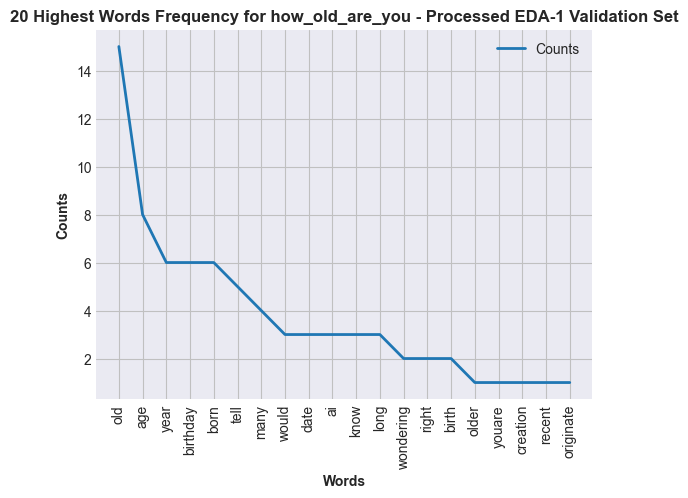 20 Highest Words Frequency for how_old_are_you - Processed EDA-1 Validation Set
Counts
14
12
10
8
6
4
2
Counts
old
age
year
birthday
born
tell
many
would
date
ai
know
long
wondering
right
birth
older
youare
creation
recent
originate
Words